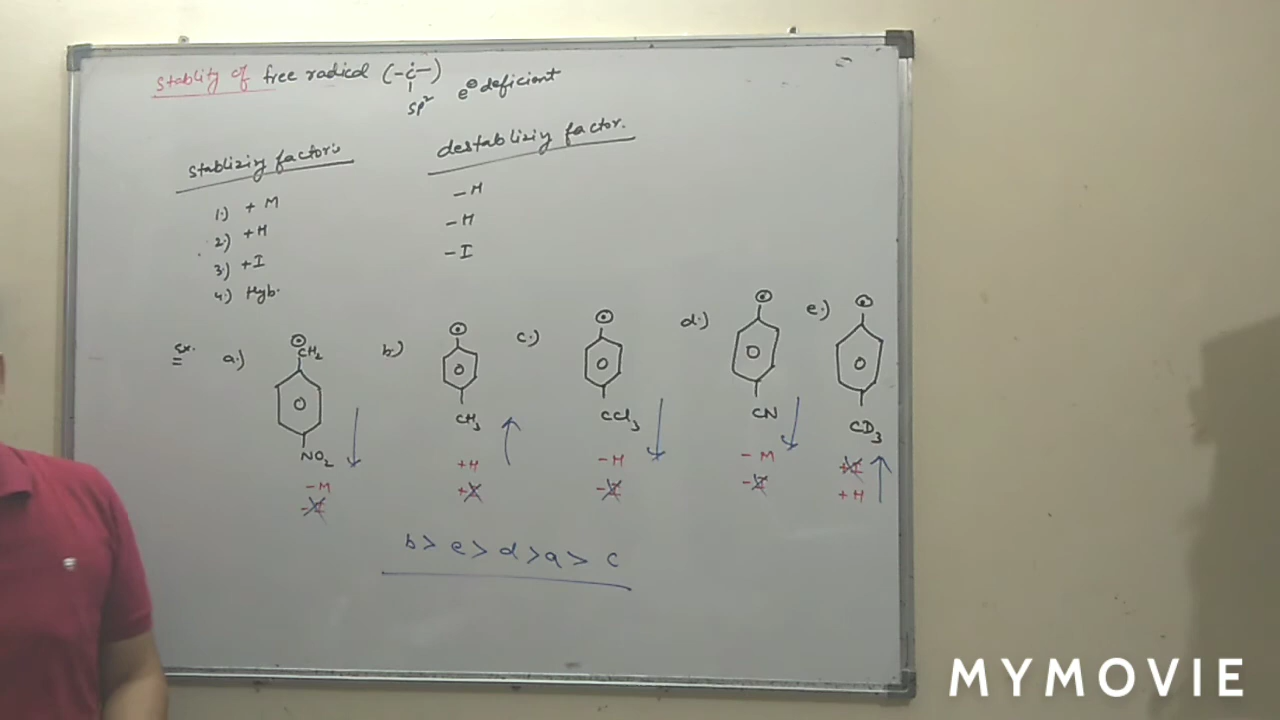 stablity of free radical (-Ċ-)
sp² e⊖ deficient
stablizing factors
destablizing factor.
1.) + M
- M
2.) + H
- H
3.) + I
- I
4.) Hyb.
Ex. a.) b.) c.) d.) e.)
CH₂
NO₂ CH₃ CCl₃ CN CD₃
- M + H - H - M + I
- I + I - I - I + H
b > e > d > a > c
MYMOVIE